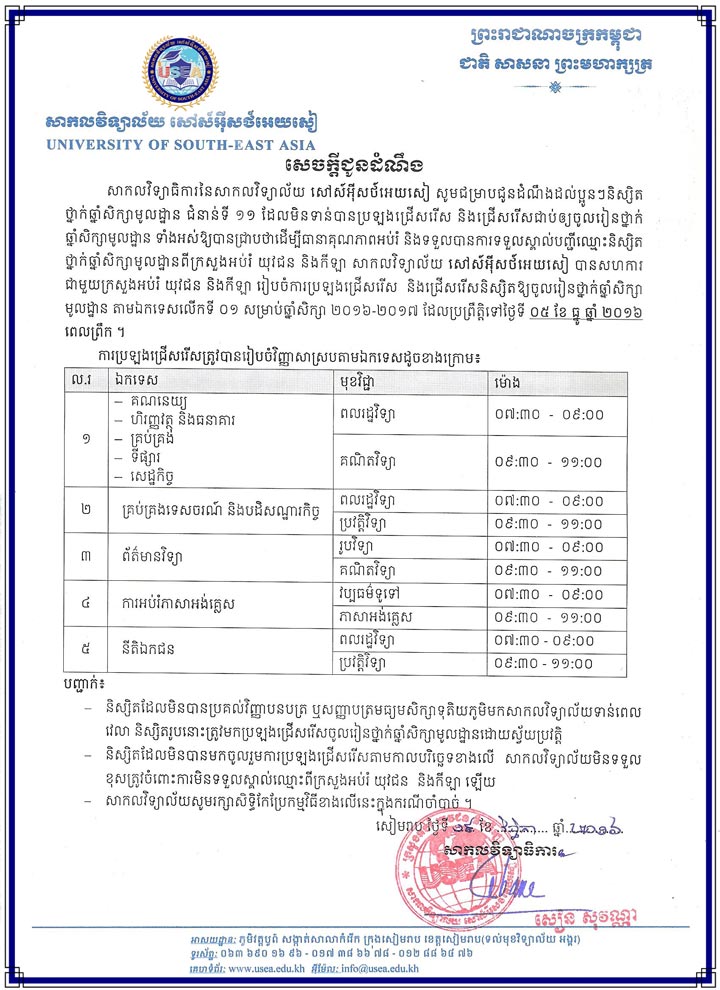 ព្រះរាជាណាចក្រកម្ពុជា
ជាតិ សាសនា ព្រះមហាក្សត្រ
USEA
UNIVERSITY OF SOUTH-EAST ASIA
សាកលវិទ្យាល័យ សៅស៍អ៊ីសថ៍អេយសៀ
UNIVERSITY OF SOUTH-EAST ASIA
សេចក្តីជូនដំណឹង
សាកលវិទ្យាធិការនៃសាកលវិទ្យាល័យ សៅស៍អ៊ីសថ៍អេយសៀ សូមជម្រាបជូនដំណឹងដល់ប្អូនៗនិស្សិត
ថ្នាក់ឆ្នាំសិក្សាមូលដ្ឋាន ជំនាន់ទី ១១ ដែលមិនទាន់បានប្រឡងជ្រើសរើស និងជ្រើសរើសជាប់ឲ្យចូលរៀនថ្នាក់
ឆ្នាំសិក្សាមូលដ្ឋាន ទាំងអស់ឱ្យបានជ្រាបថាដើម្បីធានាគុណភាពអប់រំ និងទទួលបានការទទួលស្គាល់បញ្ជីឈ្មោះនិស្សិត
ថ្នាក់ឆ្នាំសិក្សាមូលដ្ឋានពីក្រសួងអប់រំ យុវជន និងកីឡា សាកលវិទ្យាល័យ សៅស៍អ៊ីសថ៍អេយសៀ បានសហការ
ជាមួយក្រសួងអប់រំ យុវជន និងកីឡា រៀបចំការប្រឡងជ្រើសរើស និងជ្រើសរើសនិស្សិតឱ្យចូលរៀនថ្នាក់ឆ្នាំសិក្សា
មូលដ្ឋាន តាមឯកទេសលើកទី ០១ សម្រាប់ឆ្នាំសិក្សា ២០១៦-២០១៧ ដែលប្រព្រឹត្តិទៅថ្ងៃទី ០៥ ខែ ធ្នូ ឆ្នាំ ២០១៦
ពេលព្រឹក ។
ការប្រឡងជ្រើសរើសត្រូវបានរៀបចំវិញ្ញាសាស្របតាមឯកទេសដូចខាងក្រោម៖
ល.រ ឯកទេស មុខវិជ្ជា ម៉ោង
១
– គណនេយ្យ
– ហិរញ្ញវត្ថុ និងធនាគារ
– គ្រប់គ្រង
– ទីផ្សារ
– សេដ្ឋកិច្ច
ពលរដ្ឋវិទ្យា ០៧:៣០ - ០៩:០០
គណិតវិទ្យា ០៩:៣០ - ១១:០០
២ គ្រប់គ្រងទេសចរណ៍ និងបដិសណ្ឋារកិច្ច ពលរដ្ឋវិទ្យា ០៧:៣០ - ០៩:០០
ប្រវត្តិវិទ្យា ០៩:៣០ - ១១:០០
៣ ព័ត៌មានវិទ្យា រូបវិទ្យា ០៧:៣០ - ០៩:០០
គណិតវិទ្យា ០៩:៣០ - ១១:០០
៤ ការអប់រំភាសាអង់គ្លេស វប្បធម៌ទូទៅ ០៧:៣០ - ០៩:០០
ភាសាអង់គ្លេស ០៩:៣០ - ១១:០០
៥ នីតិឯកជន ពលរដ្ឋវិទ្យា ០៧:៣០ - ០៩:០០
ប្រវត្តិវិទ្យា ០៩:៣០ - ១១:០០
បញ្ជាក់៖
– និស្សិតដែលមិនបានប្រគល់វិញ្ញាបនបត្រ ឬសញ្ញាបត្រមធ្យមសិក្សាទុតិយភូមិមកសាកលវិទ្យាល័យទាន់ពេល
វេលា និស្សិតរូបនោះត្រូវមកប្រឡងជ្រើសរើសចូលរៀនថ្នាក់ឆ្នាំសិក្សាមូលដ្ឋានដោយស្វ័យប្រវត្តិ
– និស្សិតដែលមិនបានមកចូលរួមការប្រឡងជ្រើសរើសតាមកាលបរិច្ឆេទខាងលើ សាកលវិទ្យាល័យមិនទទួល
ខុសត្រូវចំពោះការមិនទទួលស្គាល់ឈ្មោះពីក្រសួងអប់រំ យុវជន និងកីឡា ឡើយ
– សាកលវិទ្យាល័យសូមរក្សាសិទ្ធិកែប្រែកម្មវិធីខាងលើនេះក្នុងករណីចាំបាច់ ។
សៀមរាប ថ្ងៃទី ខែ វិច្ឆិកា ឆ្នាំ ២០១៦
សាកលវិទ្យាធិការ
USEA
សៀន សុវណ្ណា
អាសយដ្ឋាន: ភូមិវត្តបូព៌ សង្កាត់សាលាកំរើក ក្រុងសៀមរាប ខេត្តសៀមរាប(ទល់មុខវិទ្យាល័យ អង្គរ)
ទូរស័ព្ទ: ០៦៣ ៦៩០ ១៦ ៩៦ - ០១៧ ៣៨ ៦៦ ៧៨ - ០១២ ៨៨ ៦៨ ៧៦
គេហទំព័រ: www.usea.edu.kh អ៊ីម៉ែល: info@usea.edu.kh